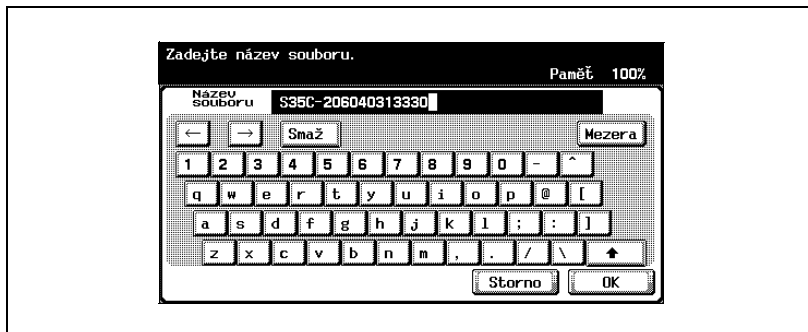 Zadejte název souboru.
Paměť 100%
Název souboru S35C-206040313330
← → Smaž Mezera
1 2 3 4 5 6 7 8 9 0 - ^
q w e r t y u i o p @ [
a s d f g h j k l ; : ]
z x c v b n m , . / \ ⬆
Storno OK